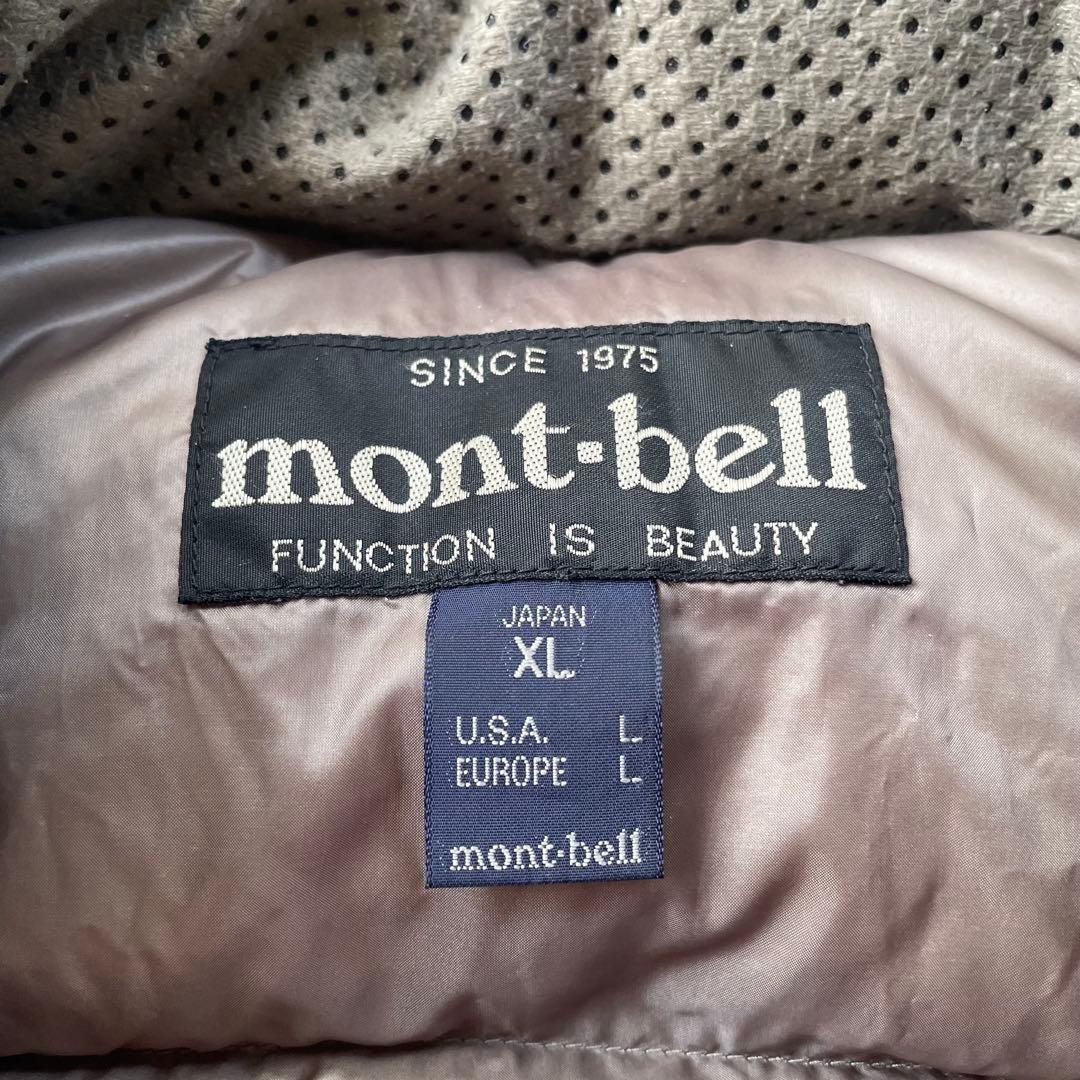 SINCE 1975
mont-bell
FUNCTION IS BEAUTY
JAPAN
XL
U.S.A. L
EUROPE L
mont-bell